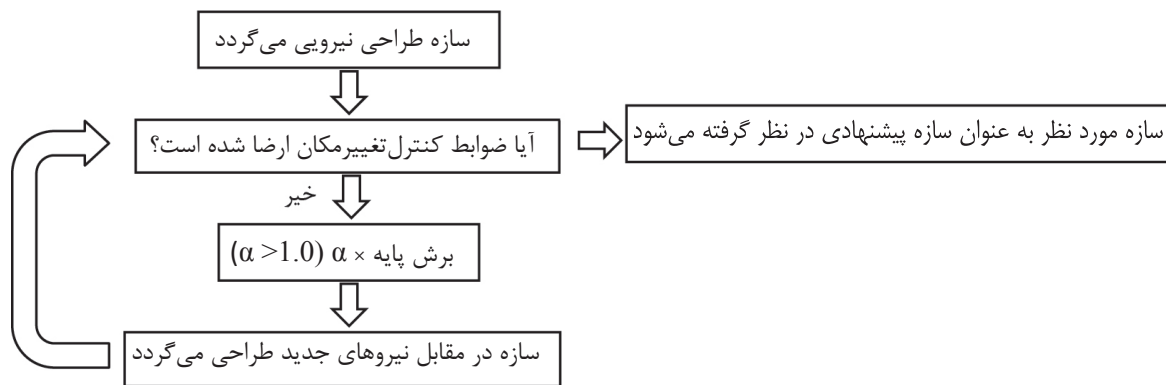 سازه طراحی نیرویی می‌گردد
آیا ضوابط کنترل‌تغییرمکان ارضا شده است؟
سازه مورد نظر به عنوان سازه پیشنهادی در نظر گرفته می‌شود
خیر
برش پایه × α (α >1.0)
سازه در مقابل نیروهای جدید طراحی می‌گردد